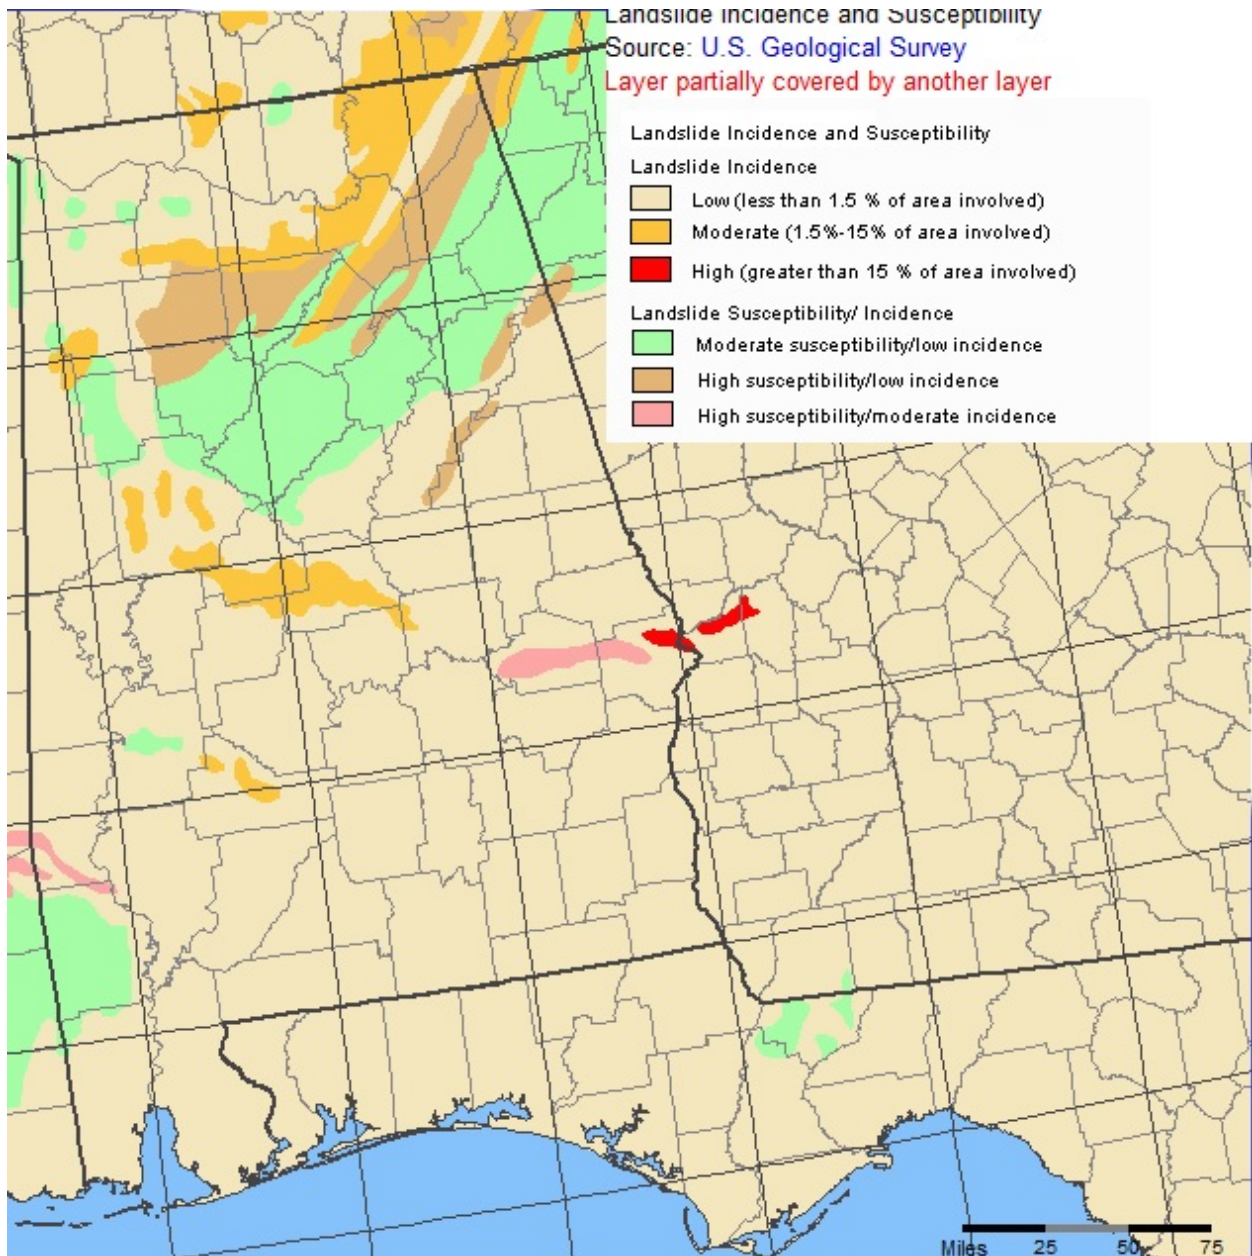 Landslide Incidence and Susceptibility
Source: U.S. Geological Survey
Layer partially covered by another layer
Landslide Incidence and Susceptibility
Landslide Incidence
Low (less than 1.5 % of area involved)
Moderate (1.5%-15% of area involved)
High (greater than 15 % of area involved)
Landslide Susceptibility/ Incidence
Moderate susceptibility/low incidence
High susceptibility/low incidence
High susceptibility/moderate incidence
Miles 25 50 75